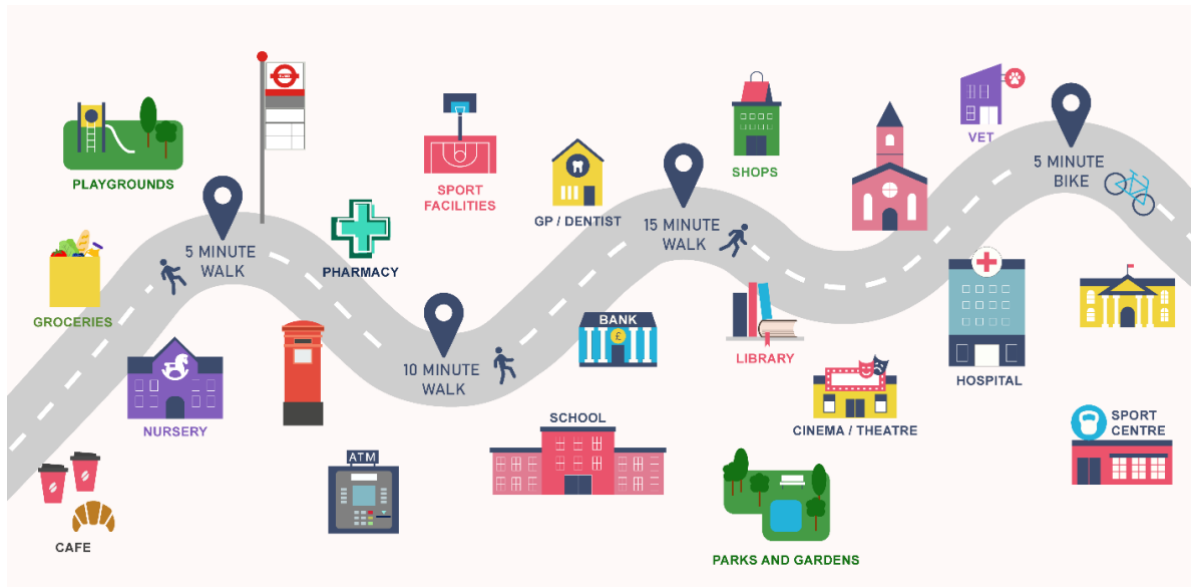 PLAYGROUNDS
GROCERIES
5 MINUTE
WALK
NURSERY
CAFE
PHARMACY
ATM
SPORT
FACILITIES
10 MINUTE
WALK
GP / DENTIST
BANK
£
SCHOOL
15 MINUTE
WALK
SHOPS
LIBRARY
CINEMA / THEATRE
PARKS AND GARDENS
VET
HOSPITAL
5 MINUTE
BIKE
SPORT
CENTRE